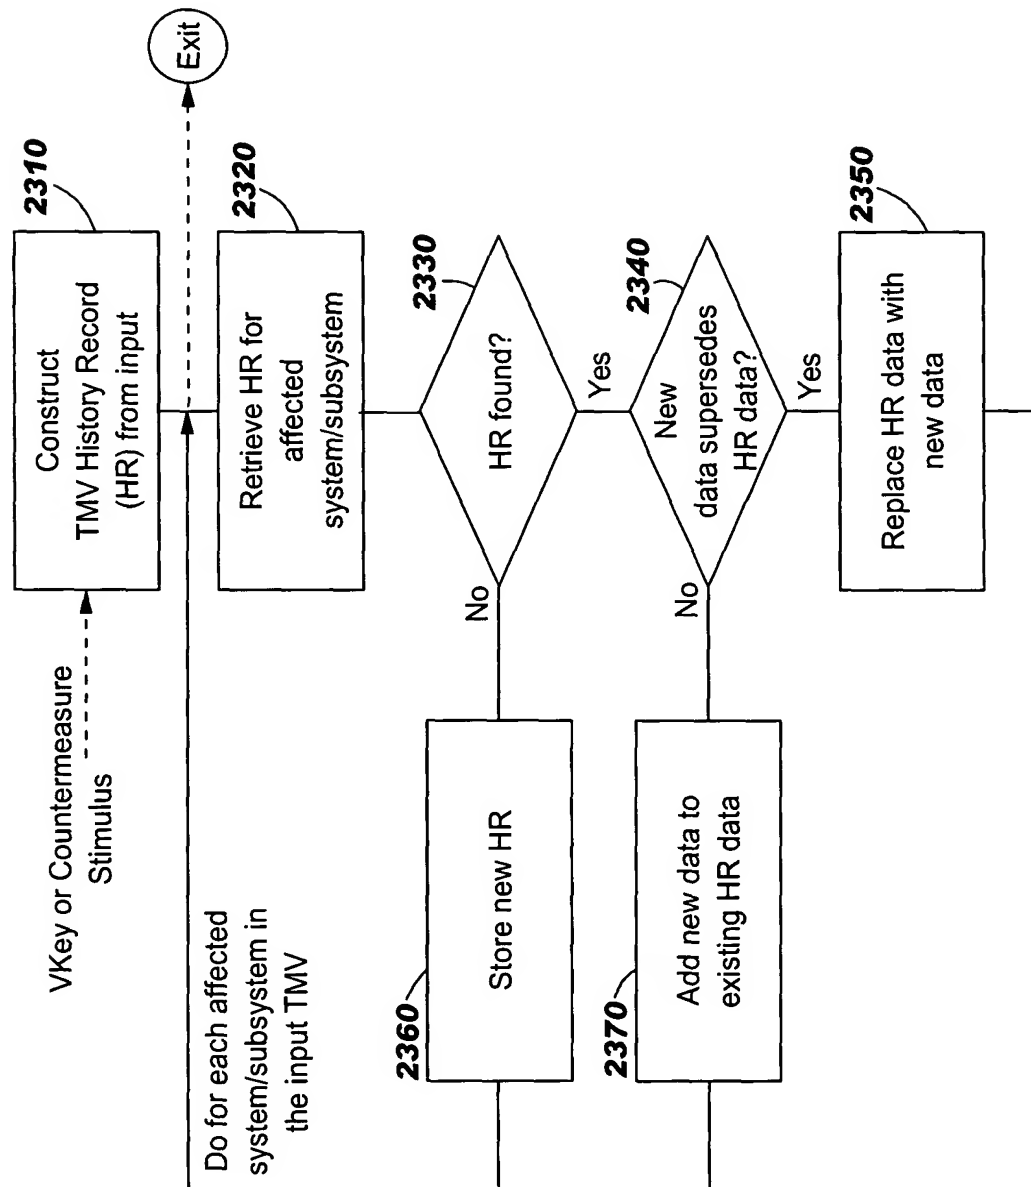 VKey or Countermeasure
Stimulus
2310
Construct
TMV History Record
(HR) from input
Exit
Do for each affected
system/subsystem in
the input TMV
2320
Retrieve HR for
affected
system/subsystem
2330
HR found?
No
Yes
2360
Store new HR
2340
New
data supersedes
HR data?
No
Yes
2370
Add new data to
existing HR data
2350
Replace HR data with
new data